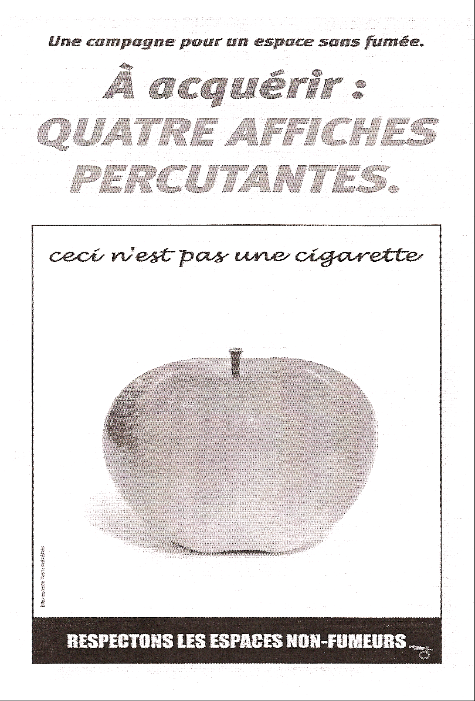 Une campagne pour un espace sans fumée.
À acquérir :
QUATRE AFFICHES
PERCUTANTES.
ceci n'est pas une cigarette
RESPECTONS LES ESPACES NON-FUMEURS